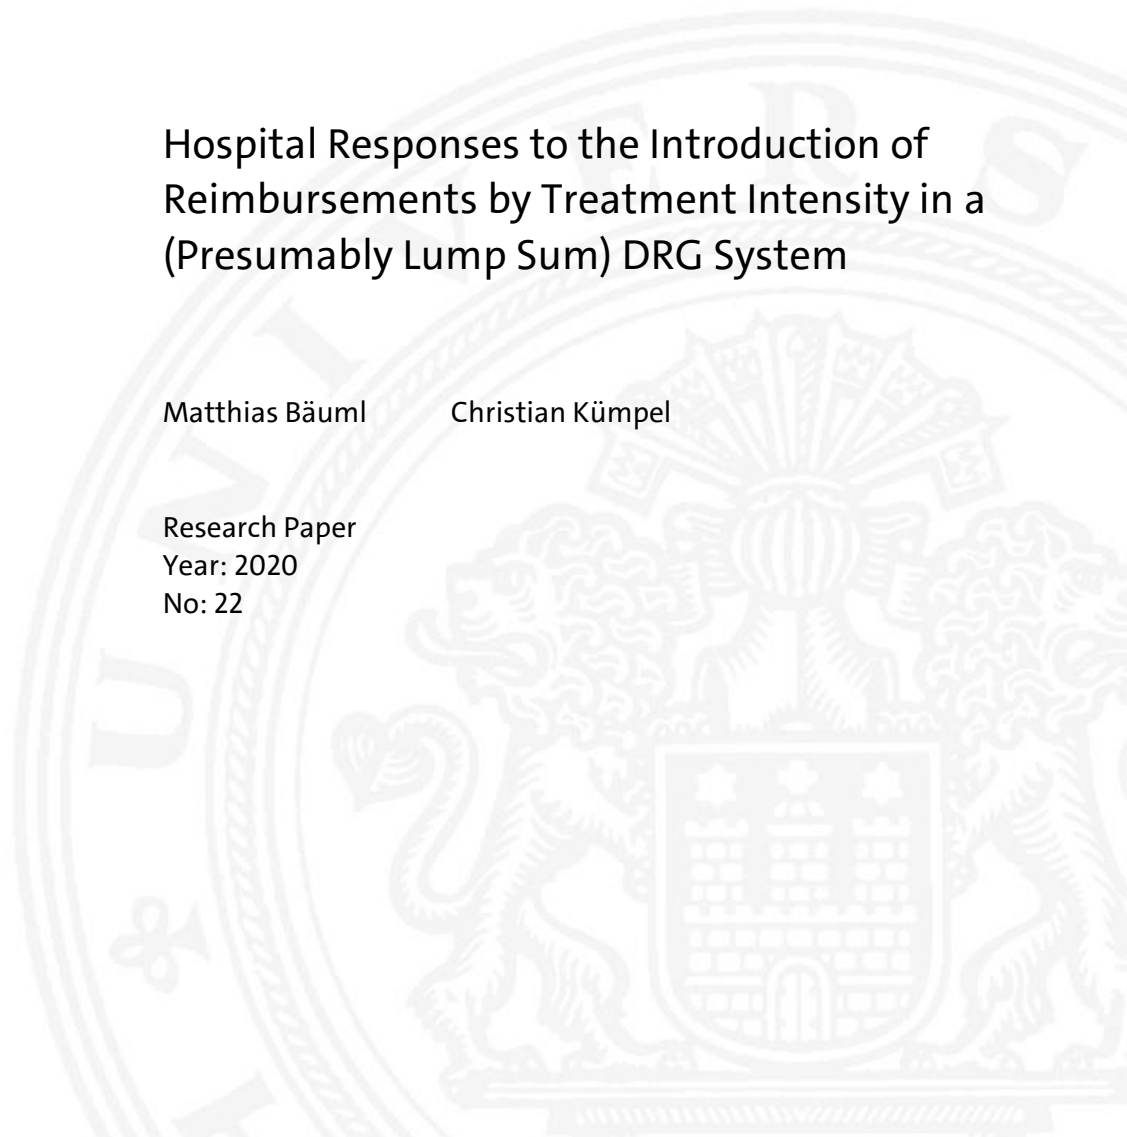 Hospital Responses to the Introduction of
Reimbursements by Treatment Intensity in a
(Presumably Lump Sum) DRG System
Matthias Bäuml Christian Kümpel
Research Paper
Year: 2020
No: 22
U N I V E R S